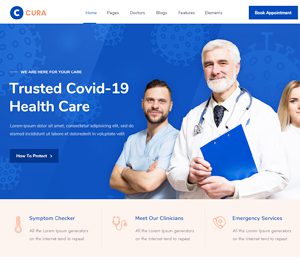 C CURA
Home Pages Doctors Blogs Features Elements Book Appointment
WE ARE HERE FOR YOUR CARE
Trusted Covid-19
Health Care
Lorem ipsum dolor sit amet, consectetur adipiscing elit, sed do
eiusmod incididunt ut labore et dolorelabore in voluptate velit
How To Protect >
Symptom Checker
All the Lorem Ipsum generators
on the Internet tend to repeat
Meet Our Clinicians
All the Lorem Ipsum generators
on the Internet tend to repeat
Emergency Services
All the Lorem Ipsum generators
on the Internet tend to repeat